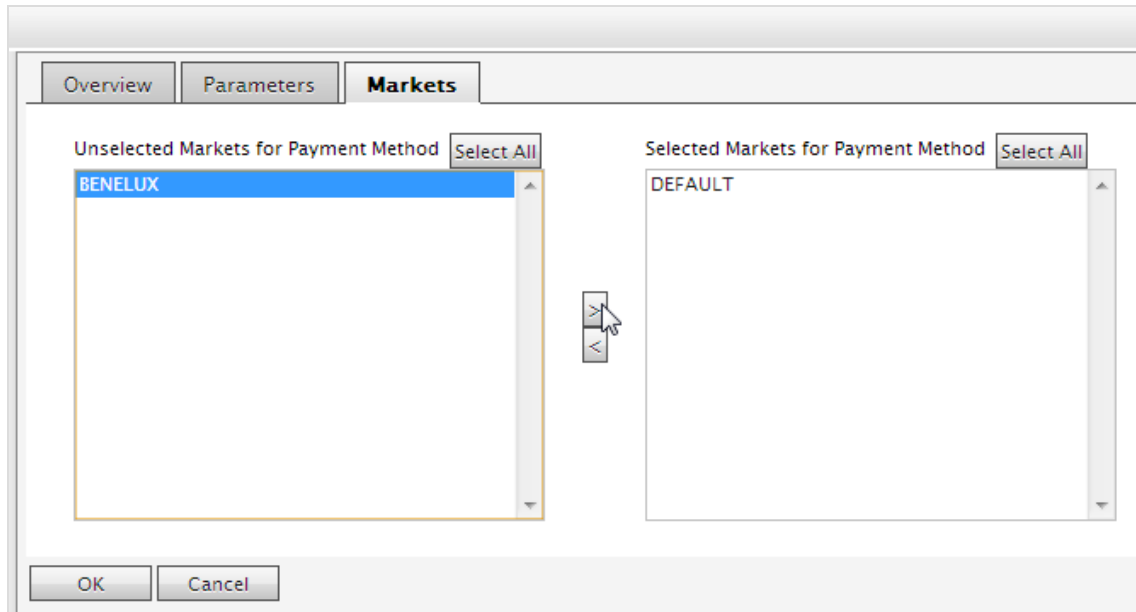 Overview Parameters Markets
Unselected Markets for Payment Method Select All
Selected Markets for Payment Method Select All
BENELUX
DEFAULT
>
<
OK Cancel